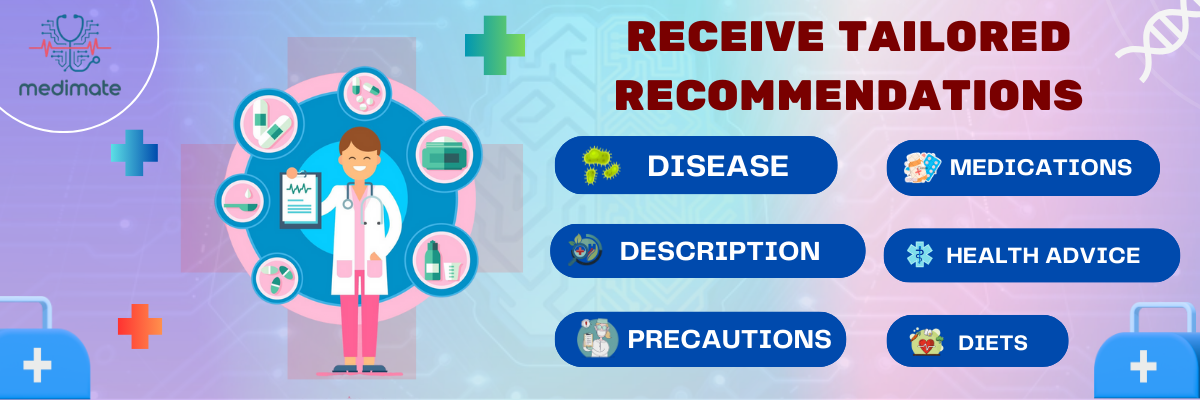 medimate
RECEIVE TAILORED
RECOMMENDATIONS
DISEASE
MEDICATIONS
DESCRIPTION
HEALTH ADVICE
PRECAUTIONS
DIETS